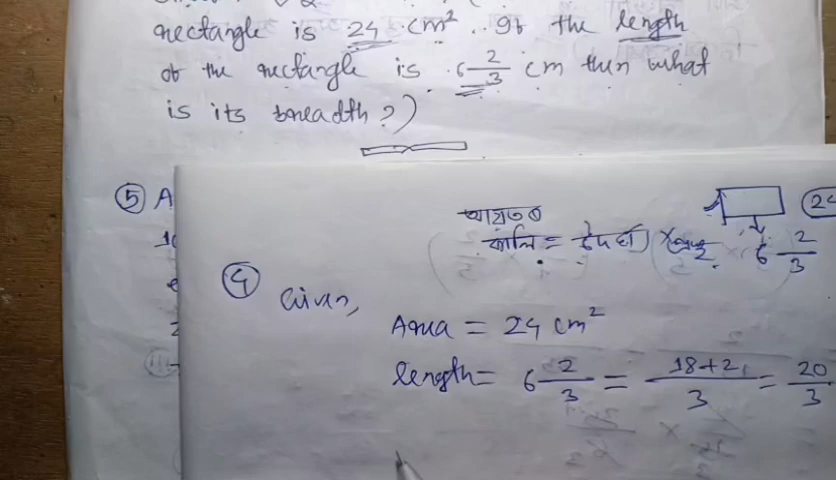 rectangle is 24 cm². If the length
of the rectangle is 6 2/3 cm then what
is its breadth?)
5 A
আয়তৰ
কালি = দৈৰ্ঘ্য × প্ৰস্থ 6 2/3
4 Given,
Area = 24 cm²
length = 6 2/3 = 18+2/3 = 20/3